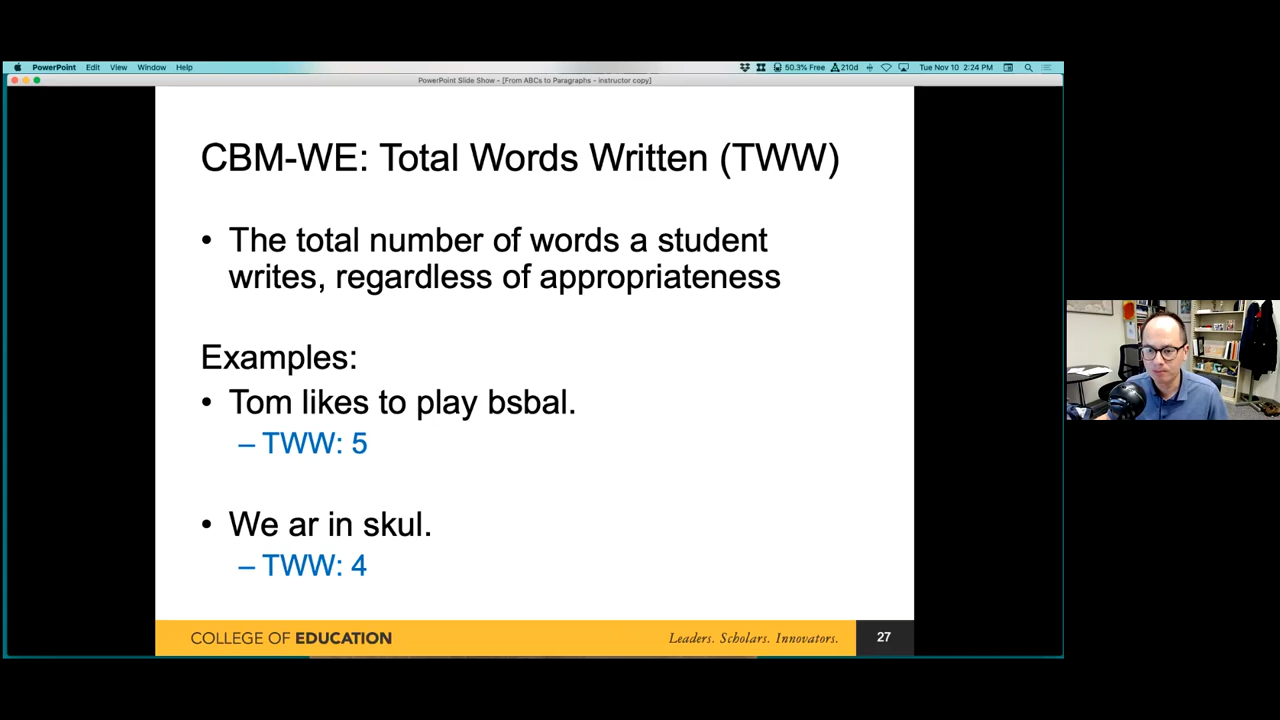 PowerPoint Edit View Window Help 50.3% Free 210d Tue Nov 10 2:24 PM
PowerPoint Slide Show - [From ABCs to Paragraphs - instructor copy]
CBM-WE: Total Words Written (TWW)
• The total number of words a student
writes, regardless of appropriateness
Examples:
• Tom likes to play bsbal.
– TWW: 5
• We ar in skul.
– TWW: 4
COLLEGE OF EDUCATION Leaders. Scholars. Innovators. 27